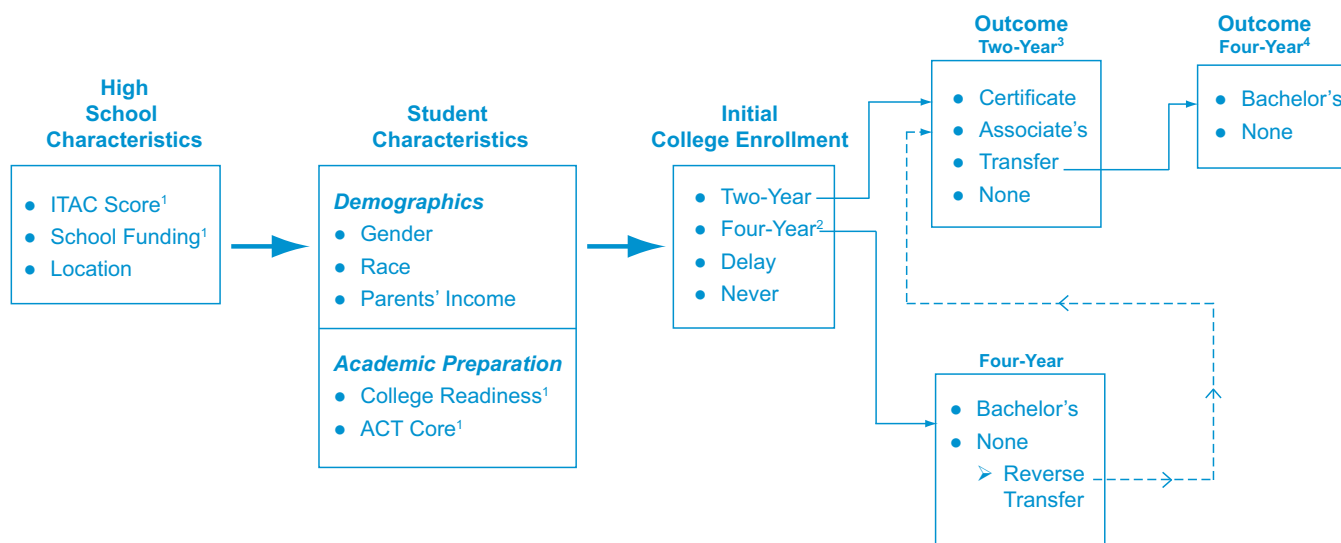 High
School
Characteristics
● ITAC Score¹
● School Funding¹
● Location
Student
Characteristics
Demographics
● Gender
● Race
● Parents’ Income
Academic Preparation
● College Readiness¹
● ACT Core¹
Initial
College Enrollment
● Two-Year
● Four-Year²
● Delay
● Never
Outcome
Two-Year³
● Certificate
● Associate’s
● Transfer
● None
Outcome
Four-Year⁴
● Bachelor’s
● None
Four-Year
● Bachelor’s
● None
➢ Reverse
Transfer